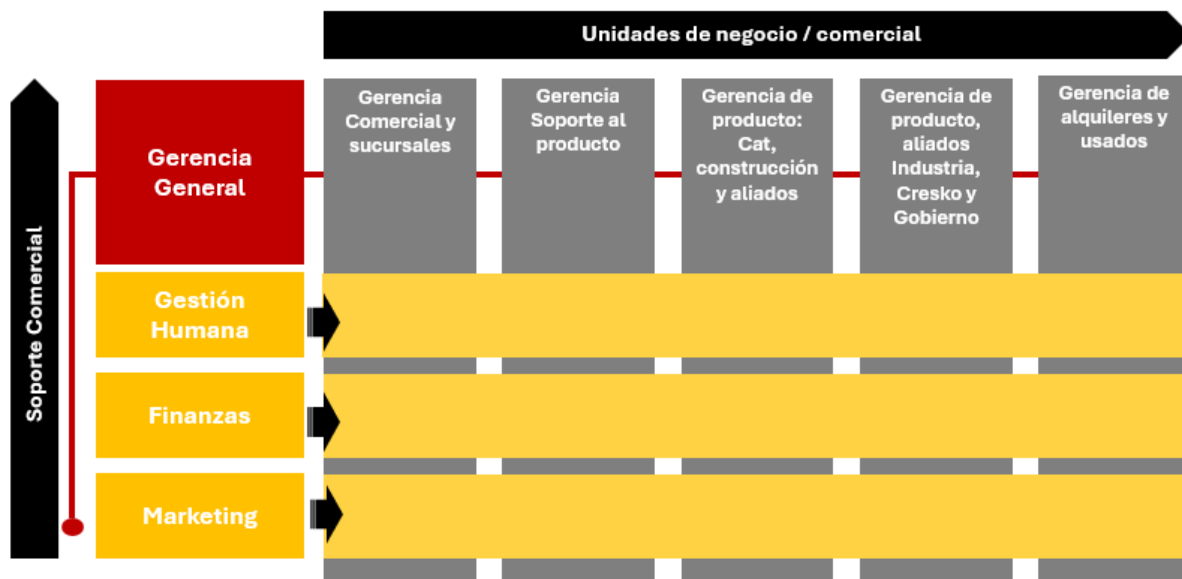 Unidades de negocio / comercial
Soporte Comercial
Gerencia
General
Gerencia
Comercial y
sucursales
Gerencia
Soporte al
producto
Gerencia de
producto:
Cat,
construcción
y aliados
Gerencia de
producto,
aliados
Industria,
Cresko y
Gobierno
Gerencia de
alquileres y
usados
Gestión
Humana
Finanzas
Marketing